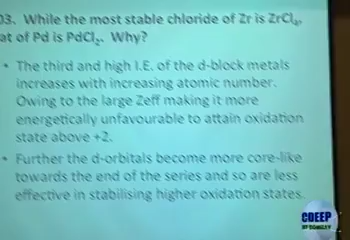 03. While the most stable chloride of Zr is ZrCl₄,
at of Pd is PdCl₂. Why?
• The third and high I.E. of the d-block metals
increases with increasing atomic number.
Owing to the large Zeff making it more
energetically unfavourable to attain oxidation
state above +2.
• Further the d-orbitals become more core-like
towards the end of the series and so are less
effective in stabilising higher oxidation states.
CDEEP
IIT BOMBAY